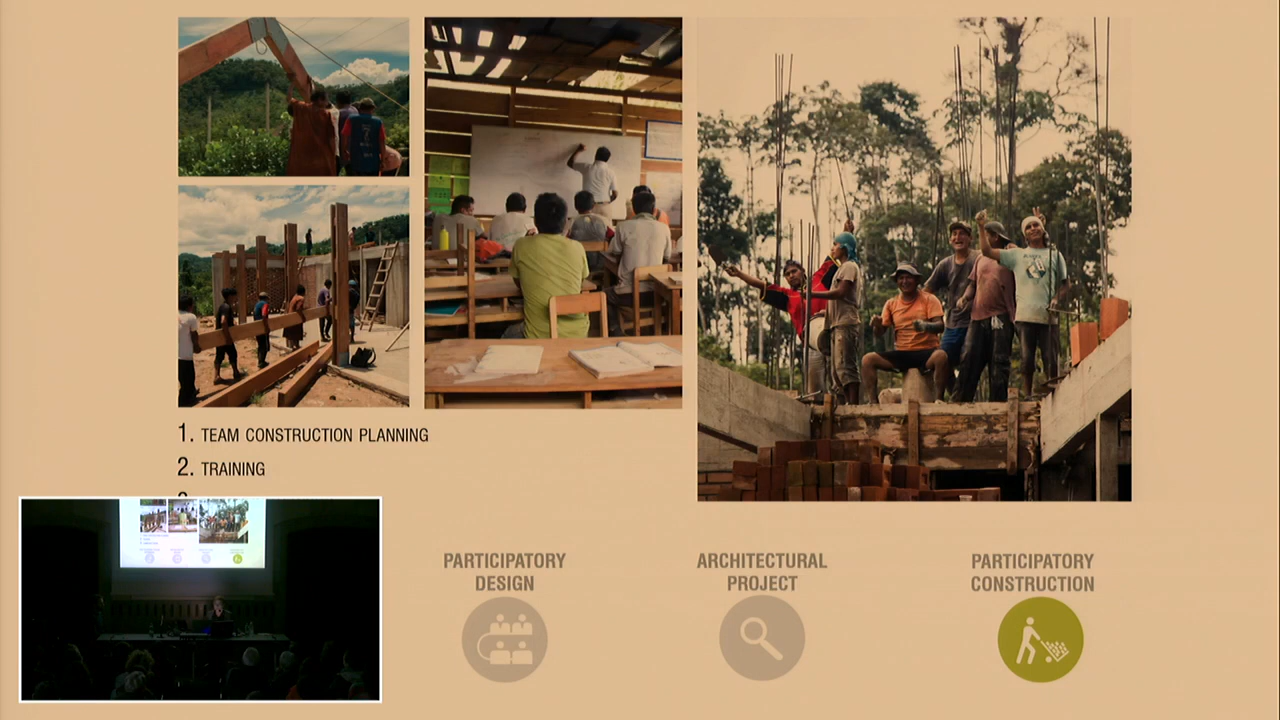 1. TEAM CONSTRUCTION PLANNING
2. TRAINING
PARTICIPATORY
DESIGN
ARCHITECTURAL
PROJECT
PARTICIPATORY
CONSTRUCTION